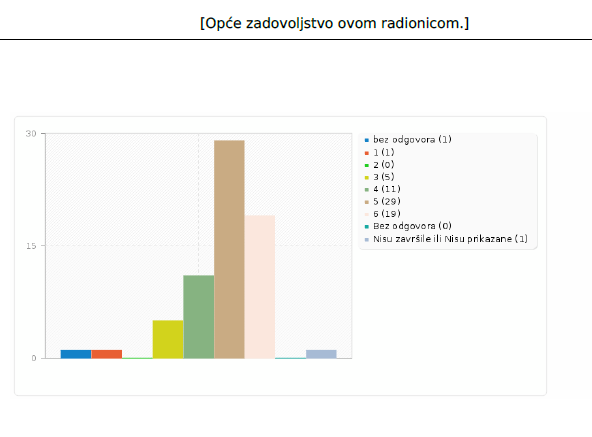 [Opće zadovoljstvo ovom radionicom.]
30
15
0
bez odgovora (1)
1 (1)
2 (0)
3 (5)
4 (11)
5 (29)
6 (19)
Bez odgovora (0)
Nisu završile ili Nisu prikazane (1)